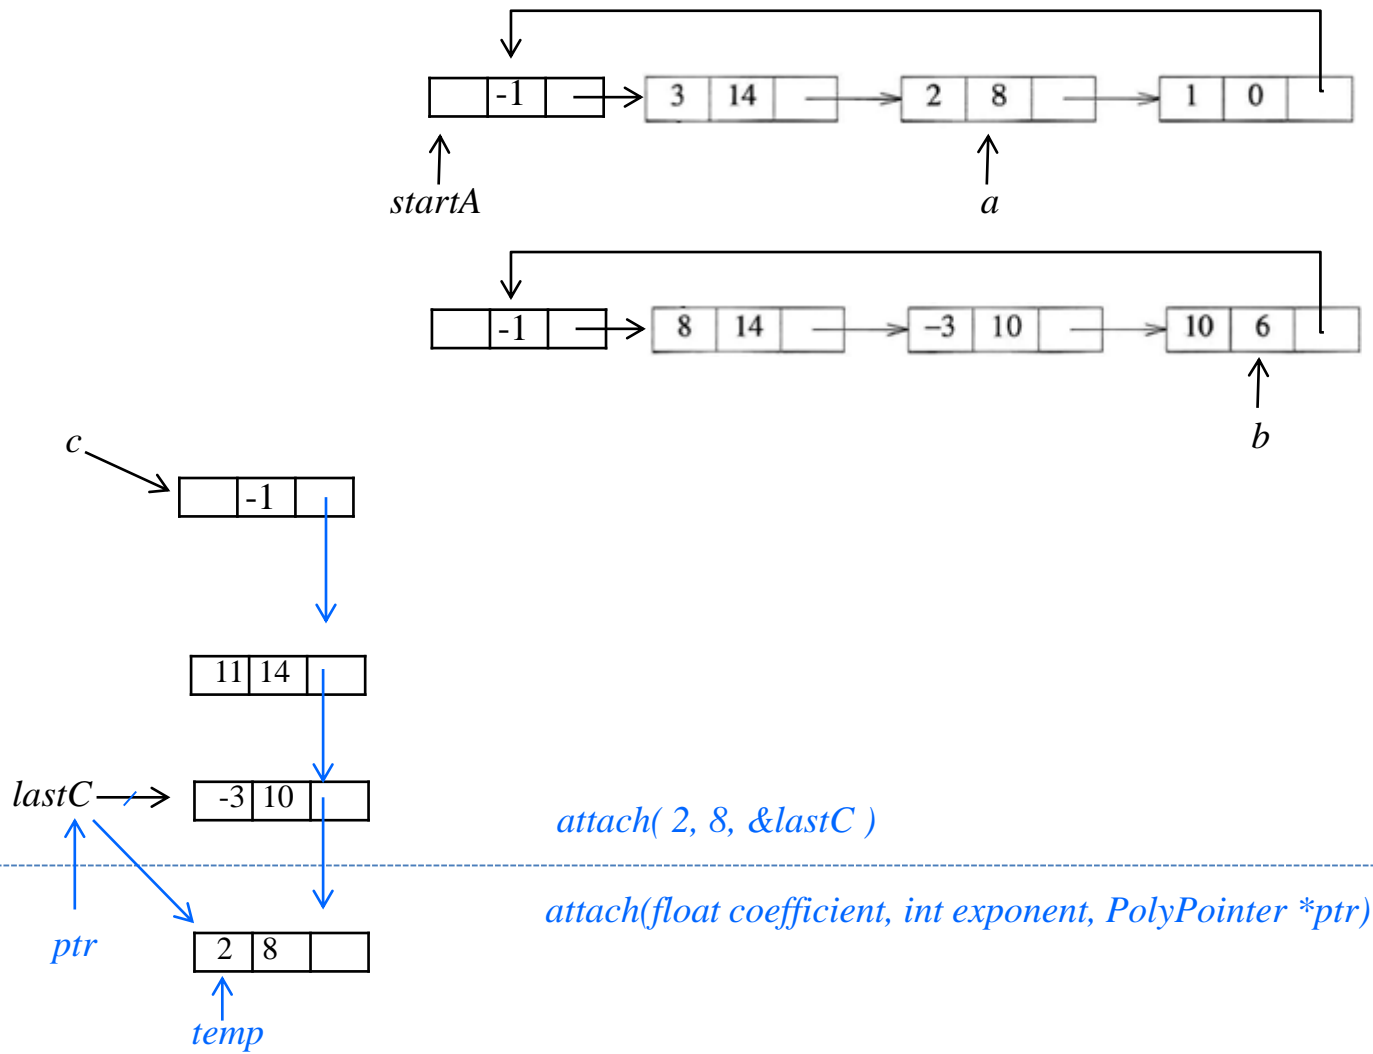 -1 3 14 2 8 1 0
startA a
-1 8 14 –3 10 10 6
b
c
-1
11 14
lastC -3 10
attach( 2, 8, &lastC )
attach(float coefficient, int exponent, PolyPointer *ptr)
ptr 2 8
temp